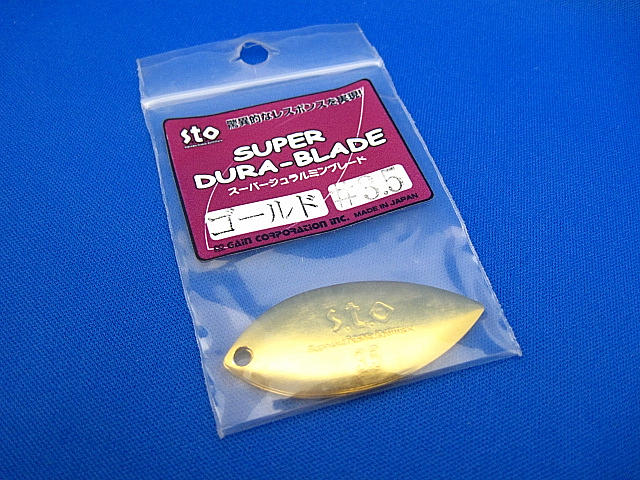 sto
驚異的なレスポンスを実現!
SUPER
DURA-BLADE
スーパージュラルミンブレード
ゴールド
#3.5
GAIN CORPORATION INC.
MADE IN JAPAN
s.t.o
3.5